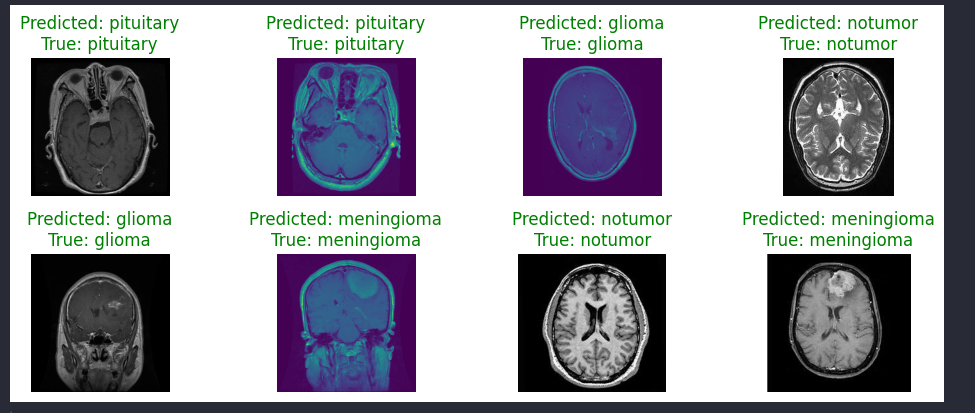 Predicted: pituitary
True: pituitary
Predicted: pituitary
True: pituitary
Predicted: glioma
True: glioma
Predicted: notumor
True: notumor
Predicted: glioma
True: glioma
Predicted: meningioma
True: meningioma
Predicted: notumor
True: notumor
Predicted: meningioma
True: meningioma